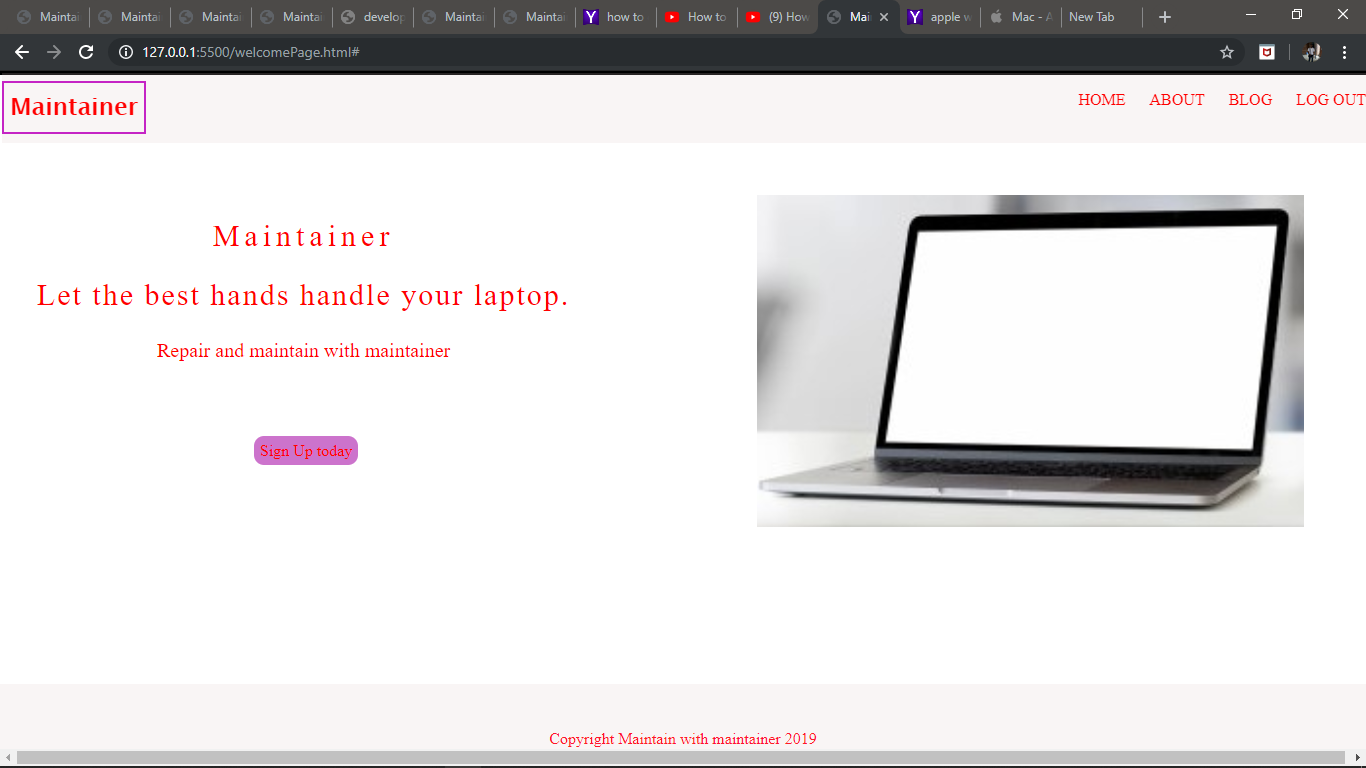 Maintai
Maintai
Maintai
Maintai
develop
Maintai
Maintai
how to
How to
(9) How
Mai
apple w
Mac - A
New Tab
127.0.0.1:5500/welcomePage.html#
Maintainer
HOME ABOUT BLOG LOG OUT
Maintainer
Let the best hands handle your laptop.
Repair and maintain with maintainer
Sign Up today
Copyright Maintain with maintainer 2019